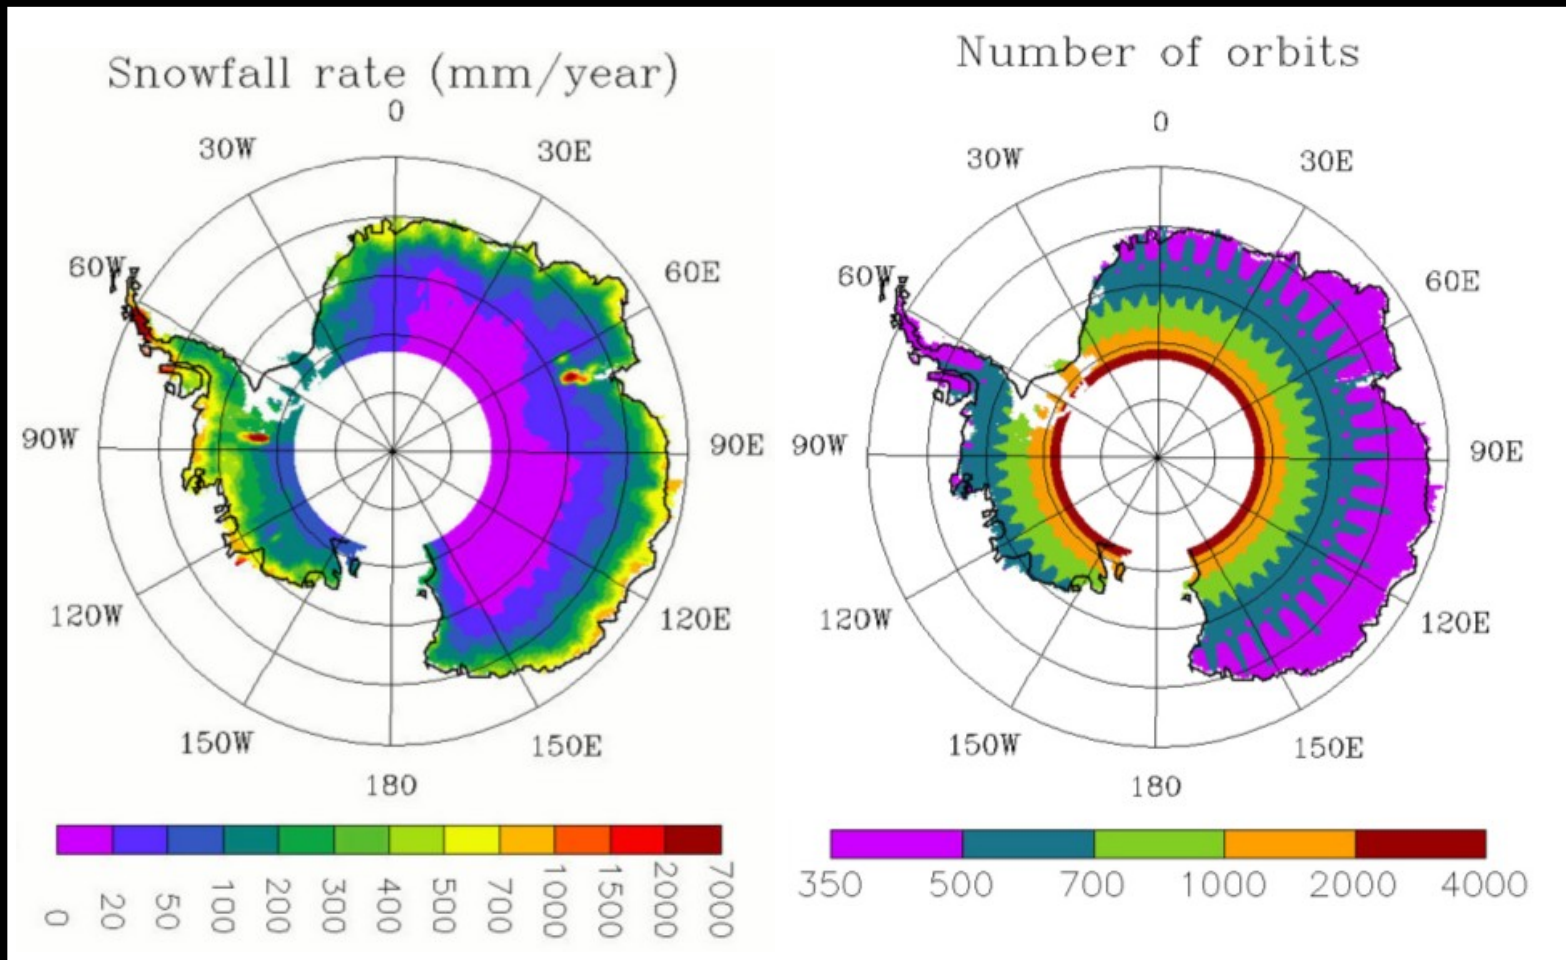 Snowfall rate (mm/year)
0
30W 30E
60W 60E
90W 90E
120W 120E
150W 150E
180
0 20 50 100 200 300 400 500 700 1000 1500 2000 7000
Number of orbits
0
30W 30E
60W 60E
90W 90E
120W 120E
150W 150E
180
350 500 700 1000 2000 4000